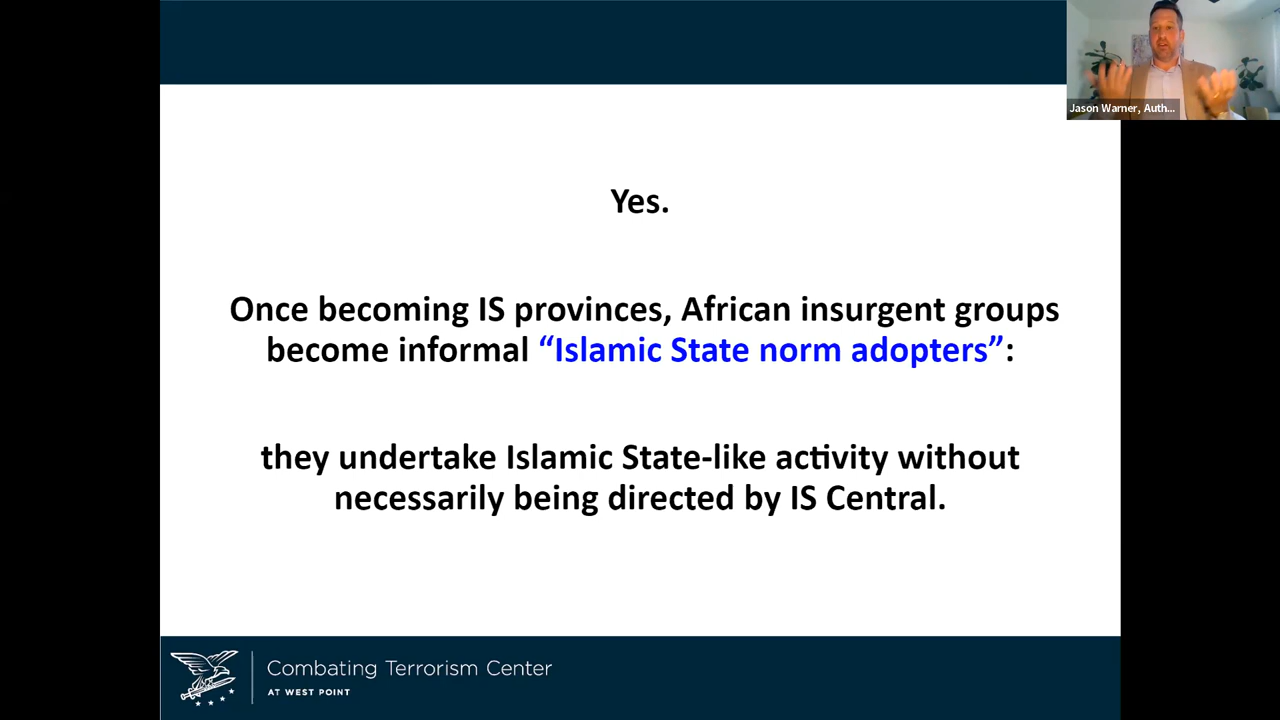 Jason Warner, Auth...
Yes.
Once becoming IS provinces, African insurgent groups
become informal “Islamic State norm adopters”:
they undertake Islamic State-like activity without
necessarily being directed by IS Central.
Combating Terrorism Center
AT WEST POINT